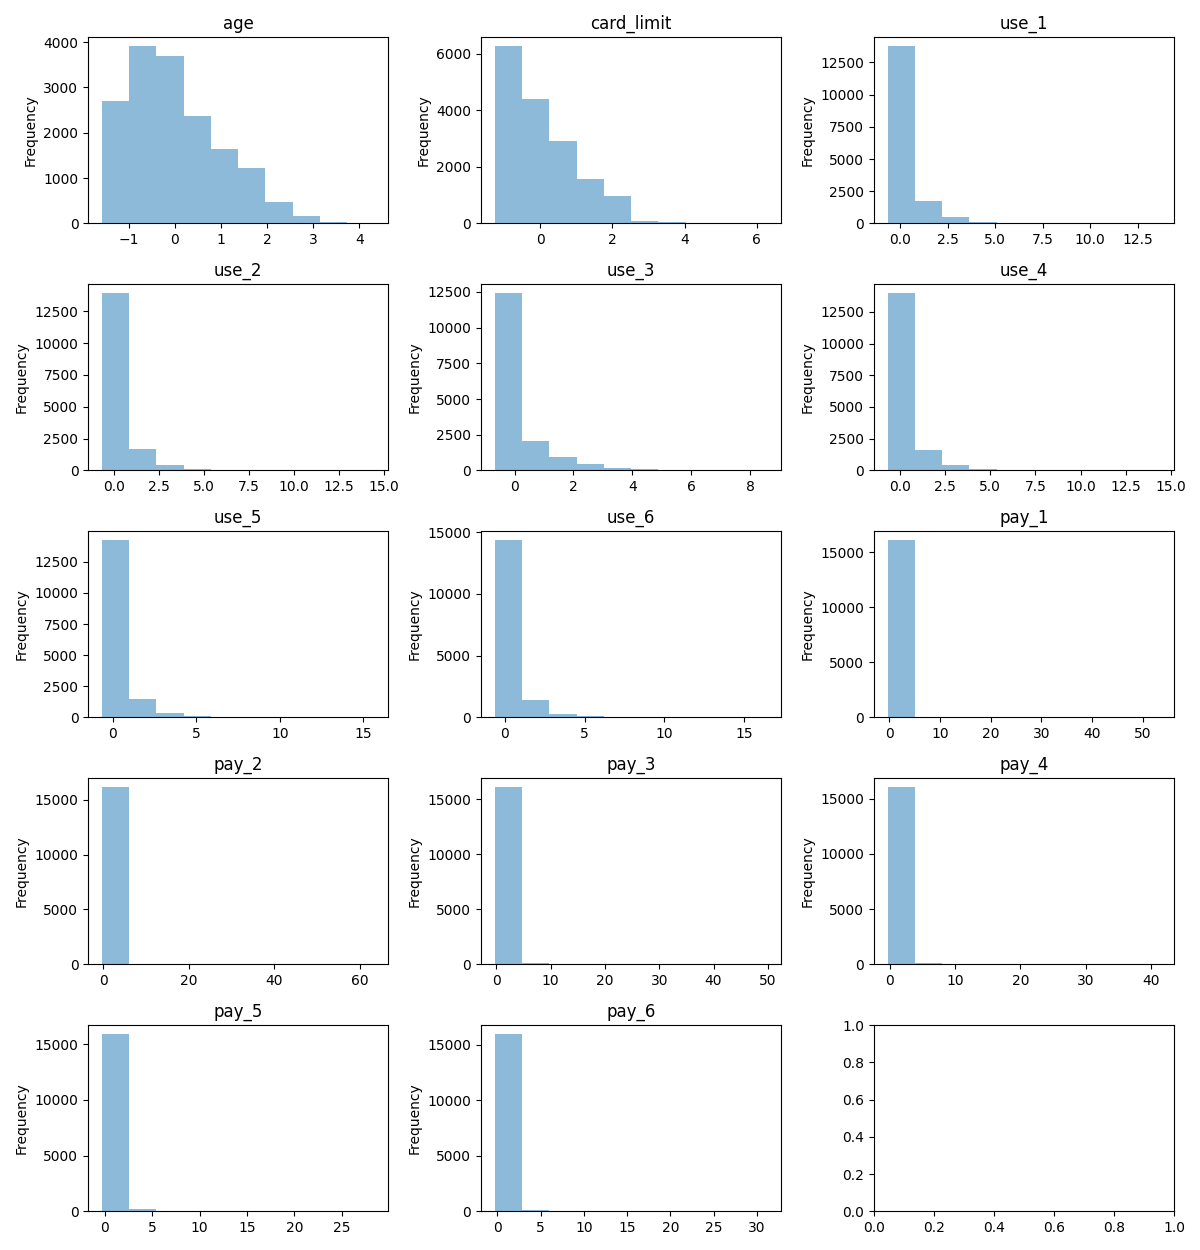 age card_limit use_1
4000
3000
2000
1000
0
Frequency
−1 0 1 2 3 4
6000
4000
2000
0
Frequency
0 2 4 6
12500
10000
7500
5000
2500
0
Frequency
0.0 2.5 5.0 7.5 10.0 12.5
use_2 use_3 use_4
12500
10000
7500
5000
2500
0
Frequency
0.0 2.5 5.0 7.5 10.0 12.5 15.0
12500
10000
7500
5000
2500
0
Frequency
0 2 4 6 8
12500
10000
7500
5000
2500
0
Frequency
0.0 2.5 5.0 7.5 10.0 12.5 15.0
use_5 use_6 pay_1
12500
10000
7500
5000
2500
0
Frequency
0 5 10 15
15000
10000
5000
0
Frequency
0 5 10 15
15000
10000
5000
0
Frequency
0 10 20 30 40 50
pay_2 pay_3 pay_4
15000
10000
5000
0
Frequency
0 20 40 60
15000
10000
5000
0
Frequency
0 10 20 30 40 50
15000
10000
5000
0
Frequency
0 10 20 30 40
pay_5 pay_6
15000
10000
5000
0
Frequency
0 5 10 15 20 25
15000
10000
5000
0
Frequency
0 5 10 15 20 25 30
1.0
0.8
0.6
0.4
0.2
0.0
0.0 0.2 0.4 0.6 0.8 1.0